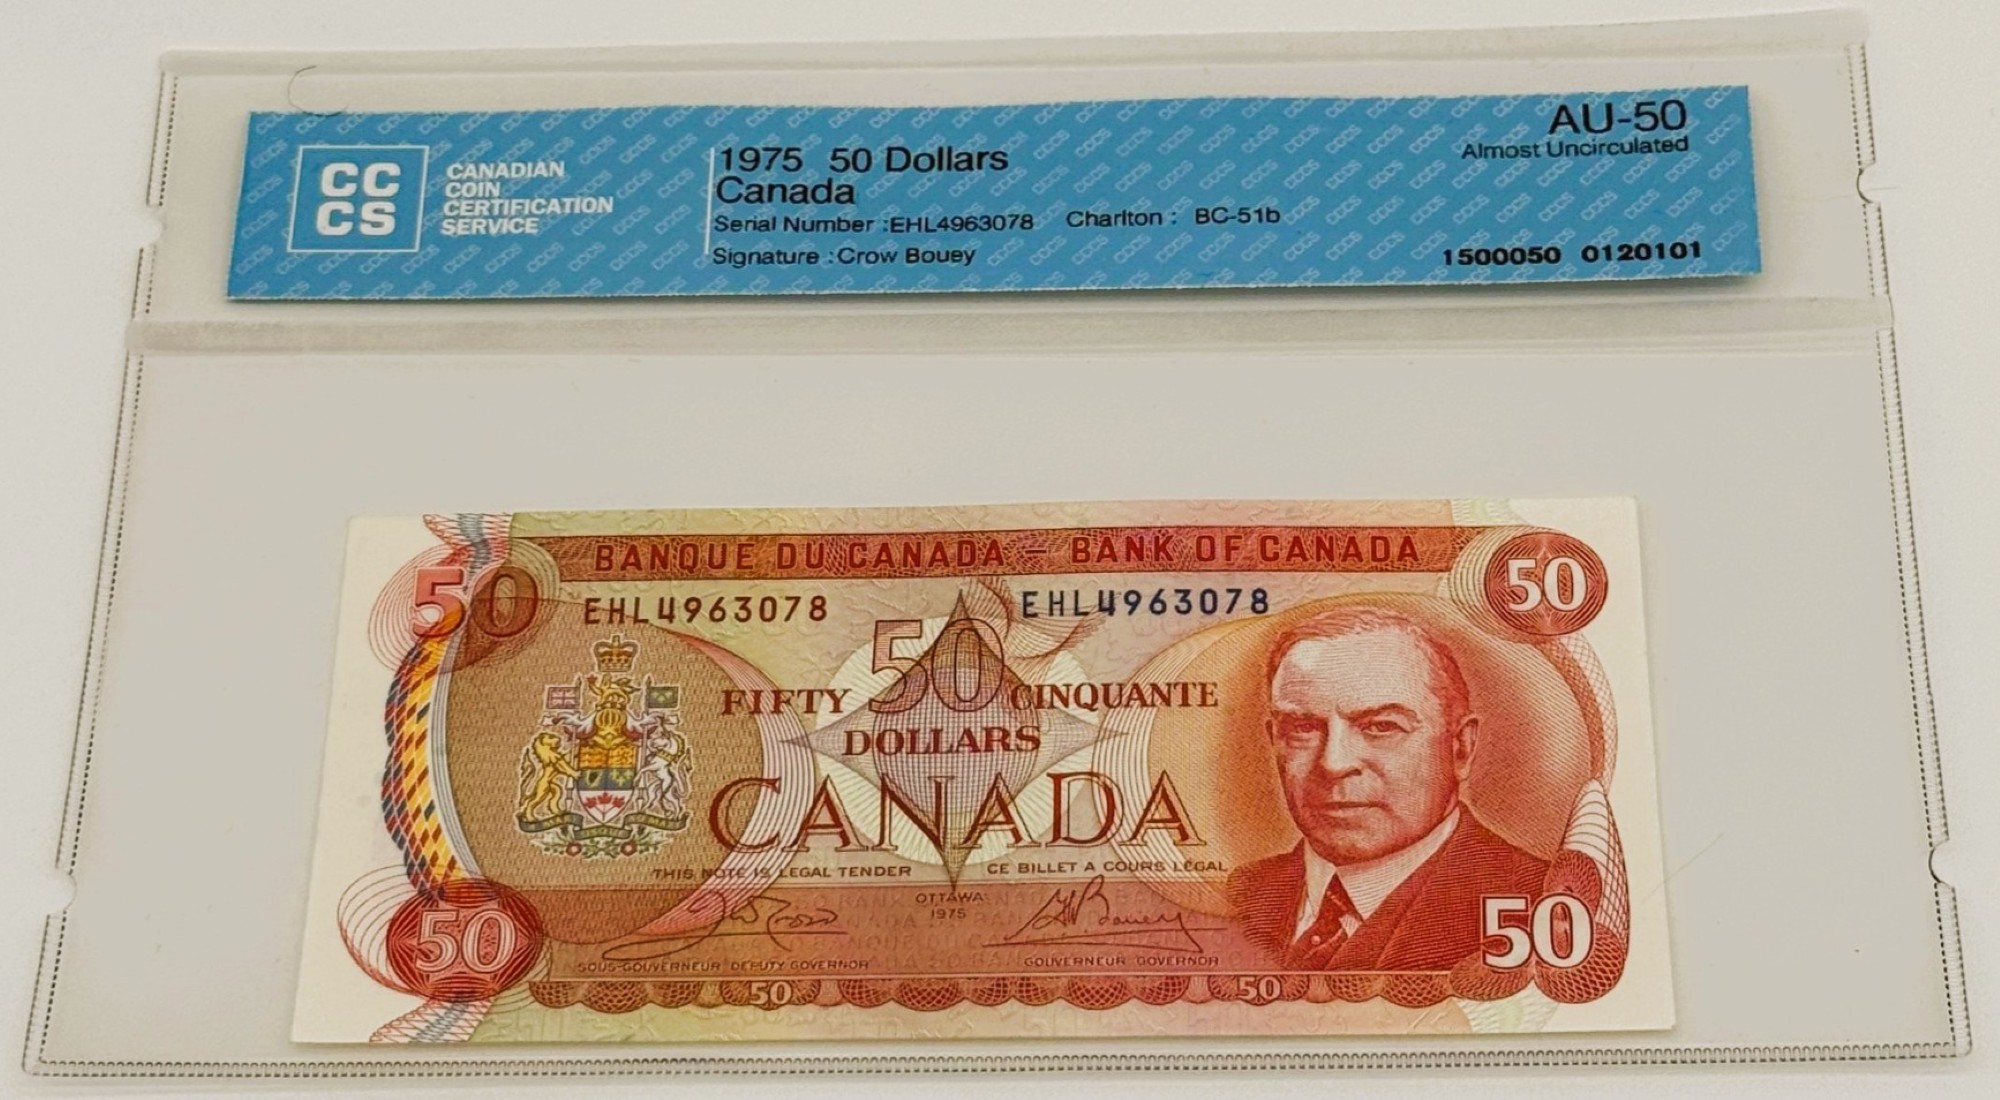 CC
CS
CANADIAN
COIN
CERTIFICATION
SERVICE
1975 50 Dollars
Canada
Serial Number :EHL4963078 Charlton : BC-51b
Signature :Crow Bouey
AU-50
Almost Uncirculated
1500050 0120101
BANQUE DU CANADA – BANK OF CANADA
50 50
EHL4963078 EHL4963078
50
FIFTY CINQUANTE
DOLLARS
CANADA
THIS NOTE IS LEGAL TENDER CE BILLET A COURS LÉGAL
OTTAWA
1975
50 50
SOUS-GOUVERNEUR DEPUTY GOVERNOR GOUVERNEUR GOVERNOR
50 50